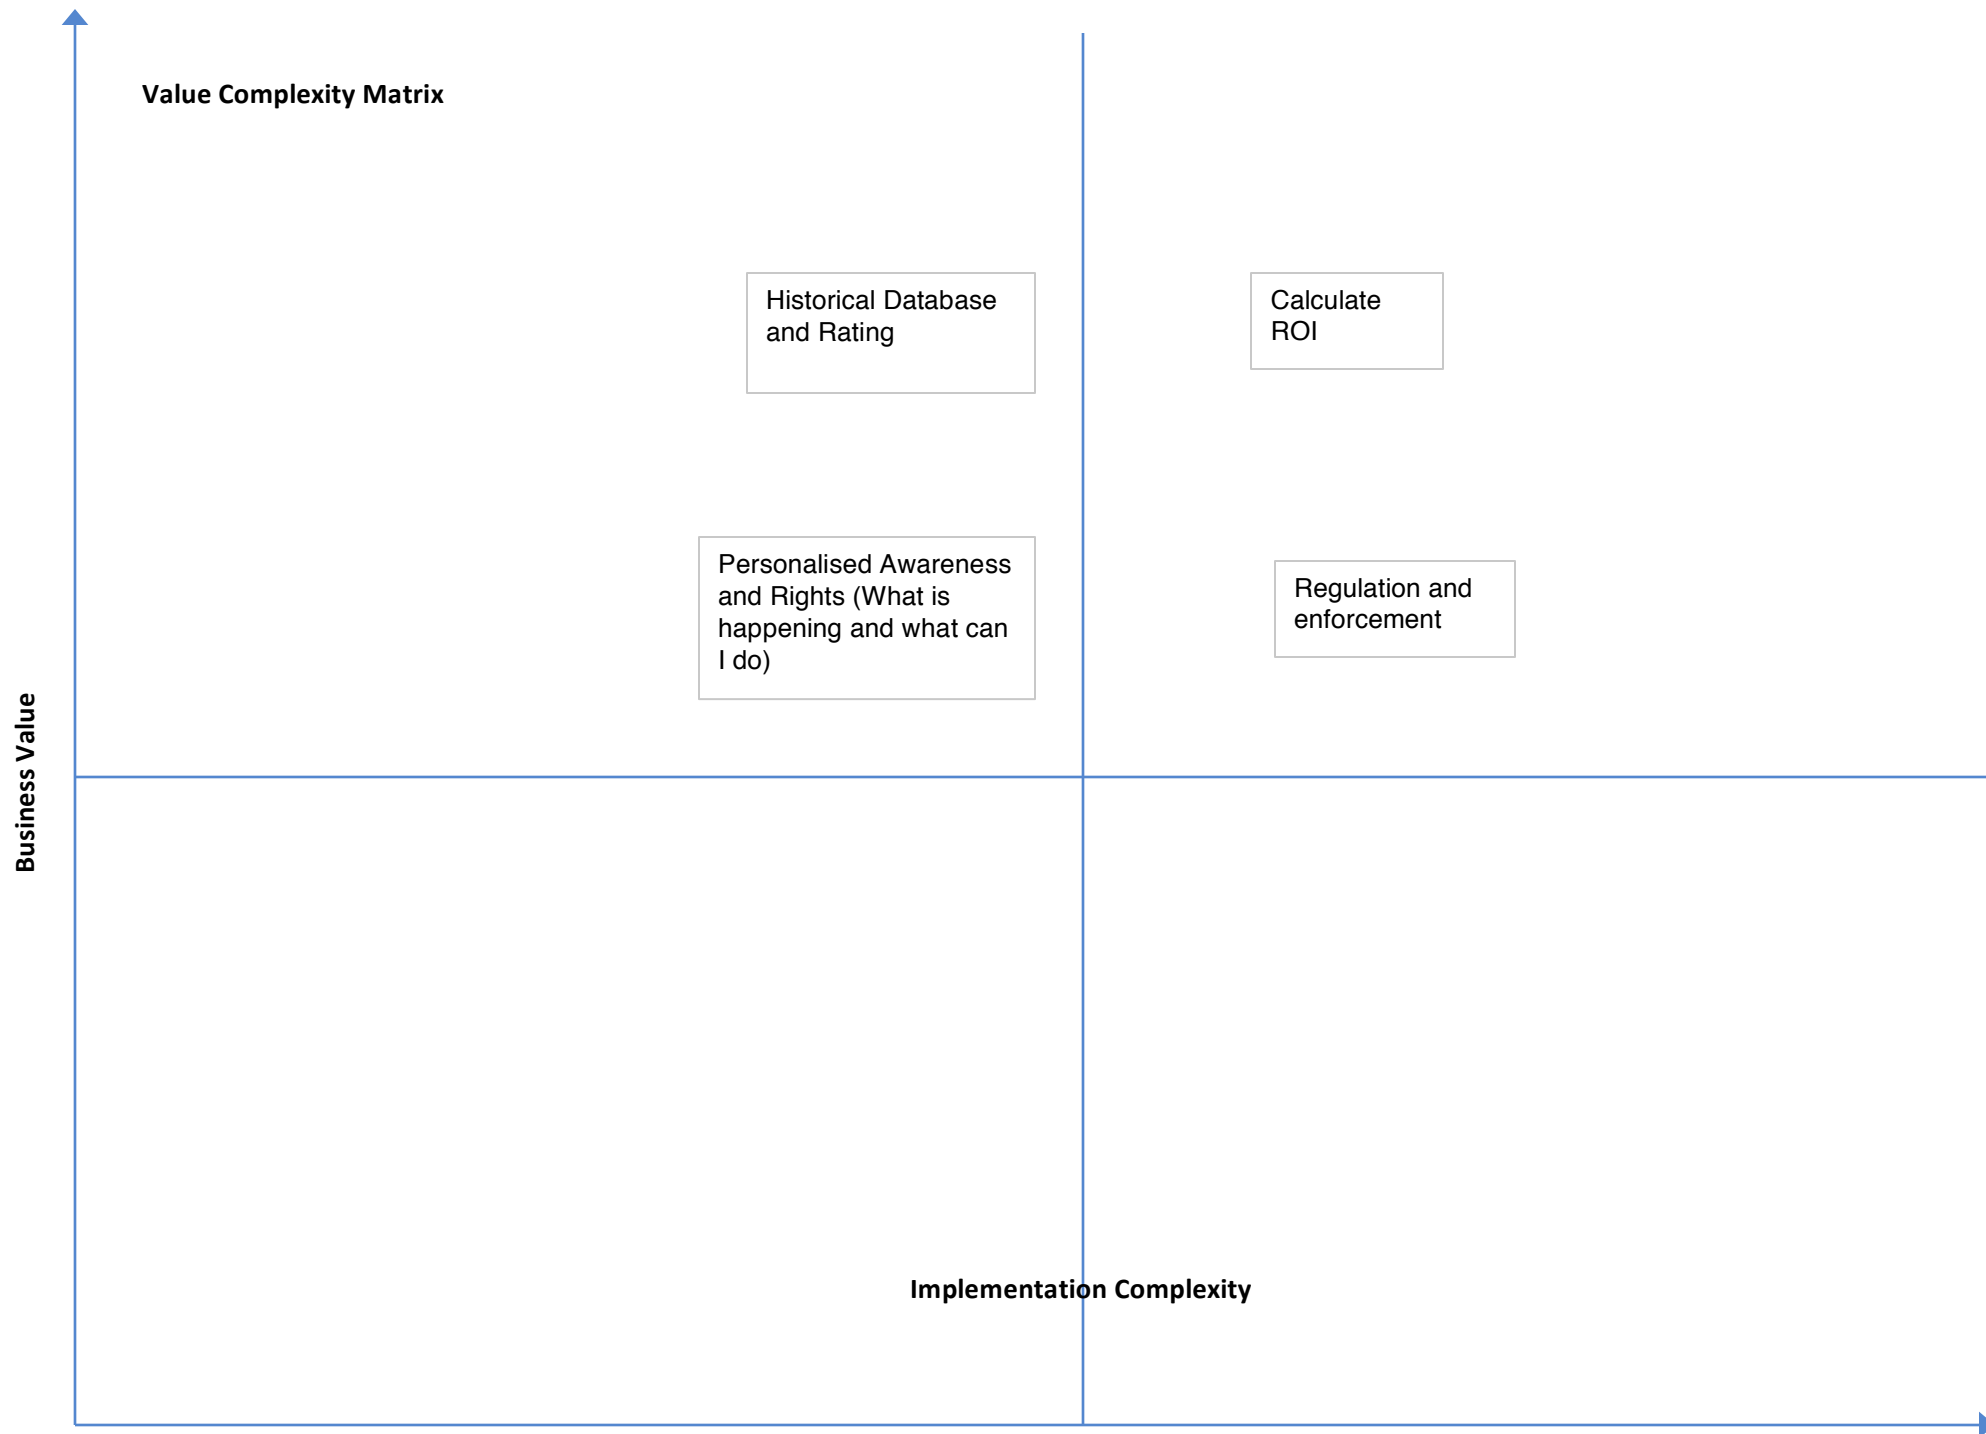 Value Complexity Matrix
Historical Database
and Rating
Calculate
ROI
Personalised Awareness
and Rights (What is
happening and what can
I do)
Regulation and
enforcement
Business Value
Implementation Complexity